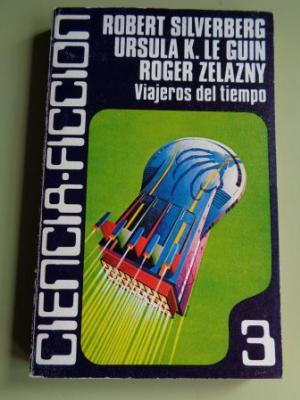 ROBERT SILVERBERG
URSULA K. LE GUIN
ROGER ZELAZNY
Viajeros del tiempo
CIENCIA-FICCION
3